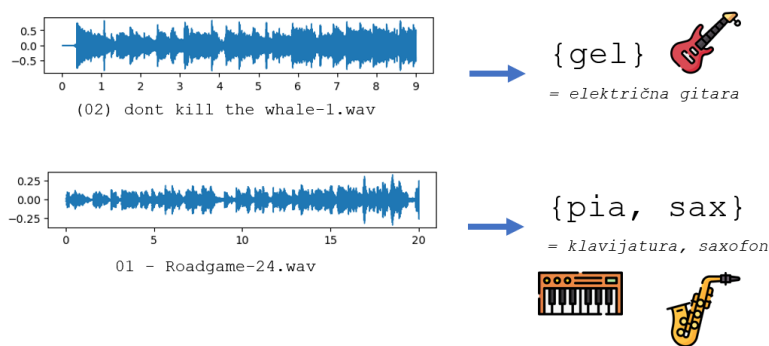 0.5
0.0
−0.5
0 1 2 3 4 5 6 7 8 9
(02) dont kill the whale-1.wav
{gel}
= električna gitara
0.25
0.00
−0.25
0 5 10 15 20
01 - Roadgame-24.wav
{pia, sax}
= klavijatura, saxofon